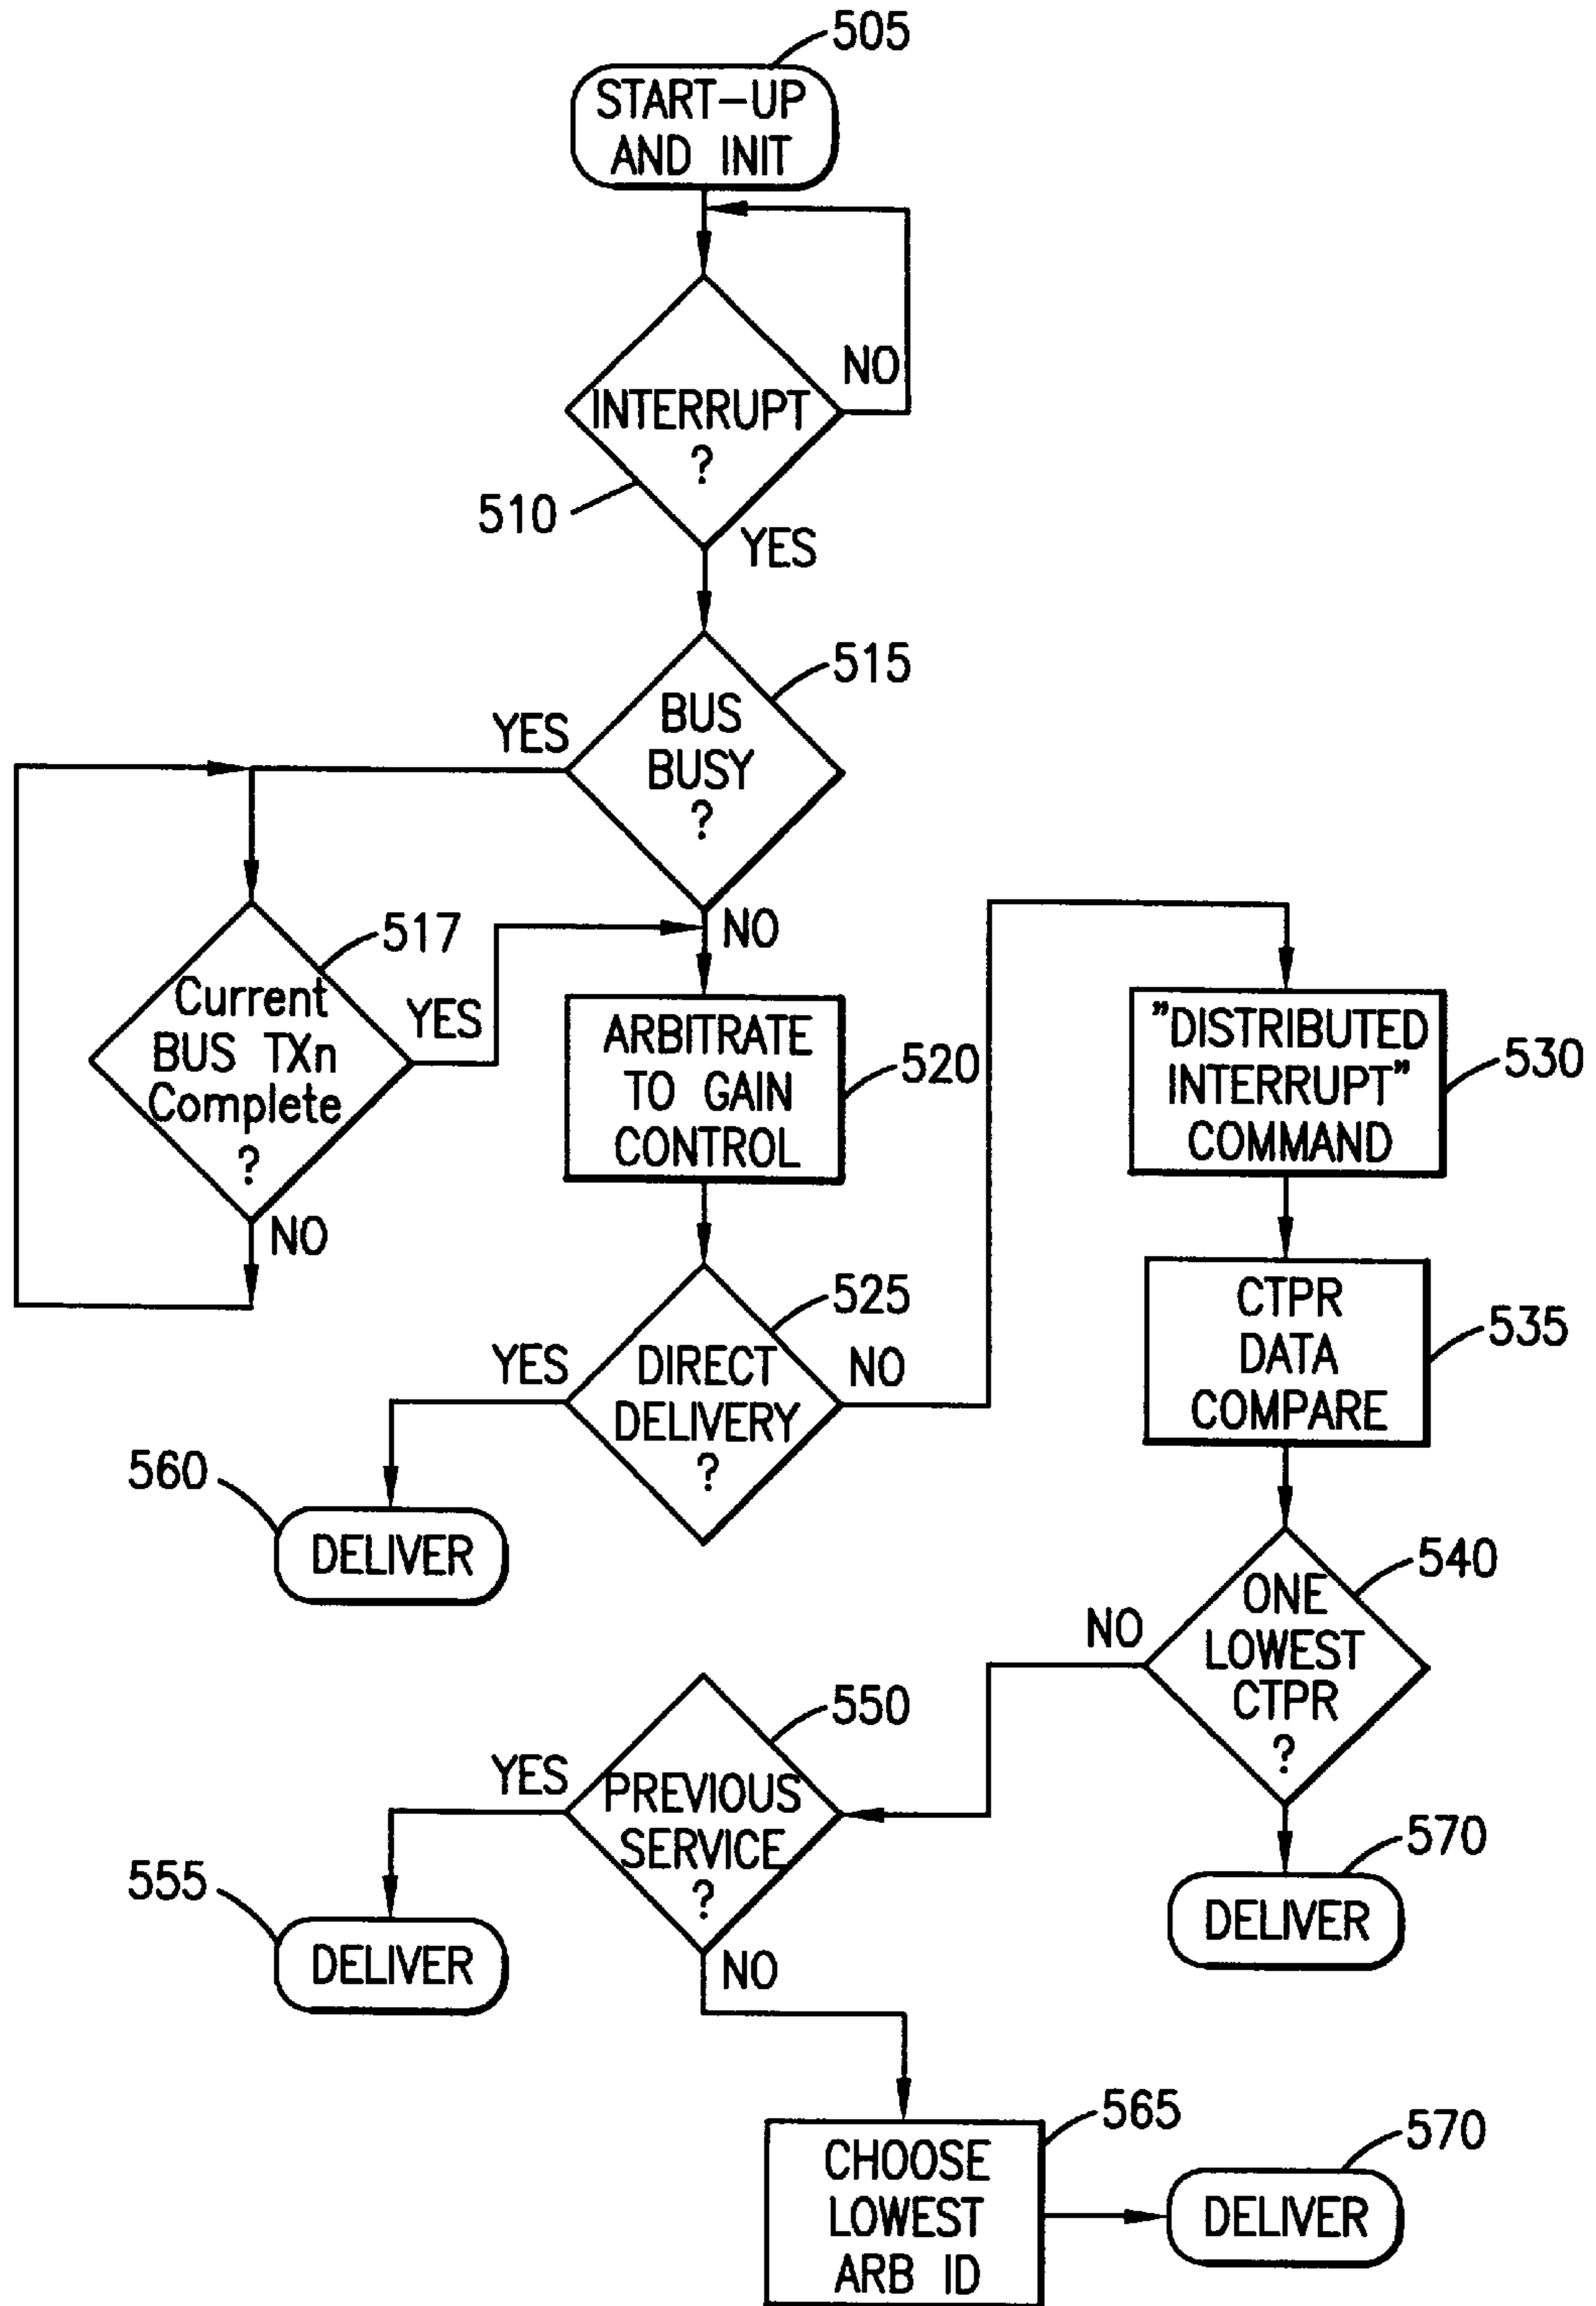 505
START-UP
AND INIT
INTERRUPT
?
NO
510
YES
515
BUS
BUSY
?
YES
NO
517
Current
BUS TXn
Complete
?
YES
NO
ARBITRATE
TO GAIN
CONTROL
520
"DISTRIBUTED
INTERRUPT"
COMMAND
530
525
DIRECT
DELIVERY
?
YES
NO
CTPR
DATA
COMPARE
535
560
DELIVER
540
ONE
LOWEST
CTPR
?
NO
550
PREVIOUS
SERVICE
?
YES
NO
570
DELIVER
555
DELIVER
565
CHOOSE
LOWEST
ARB ID
570
DELIVER